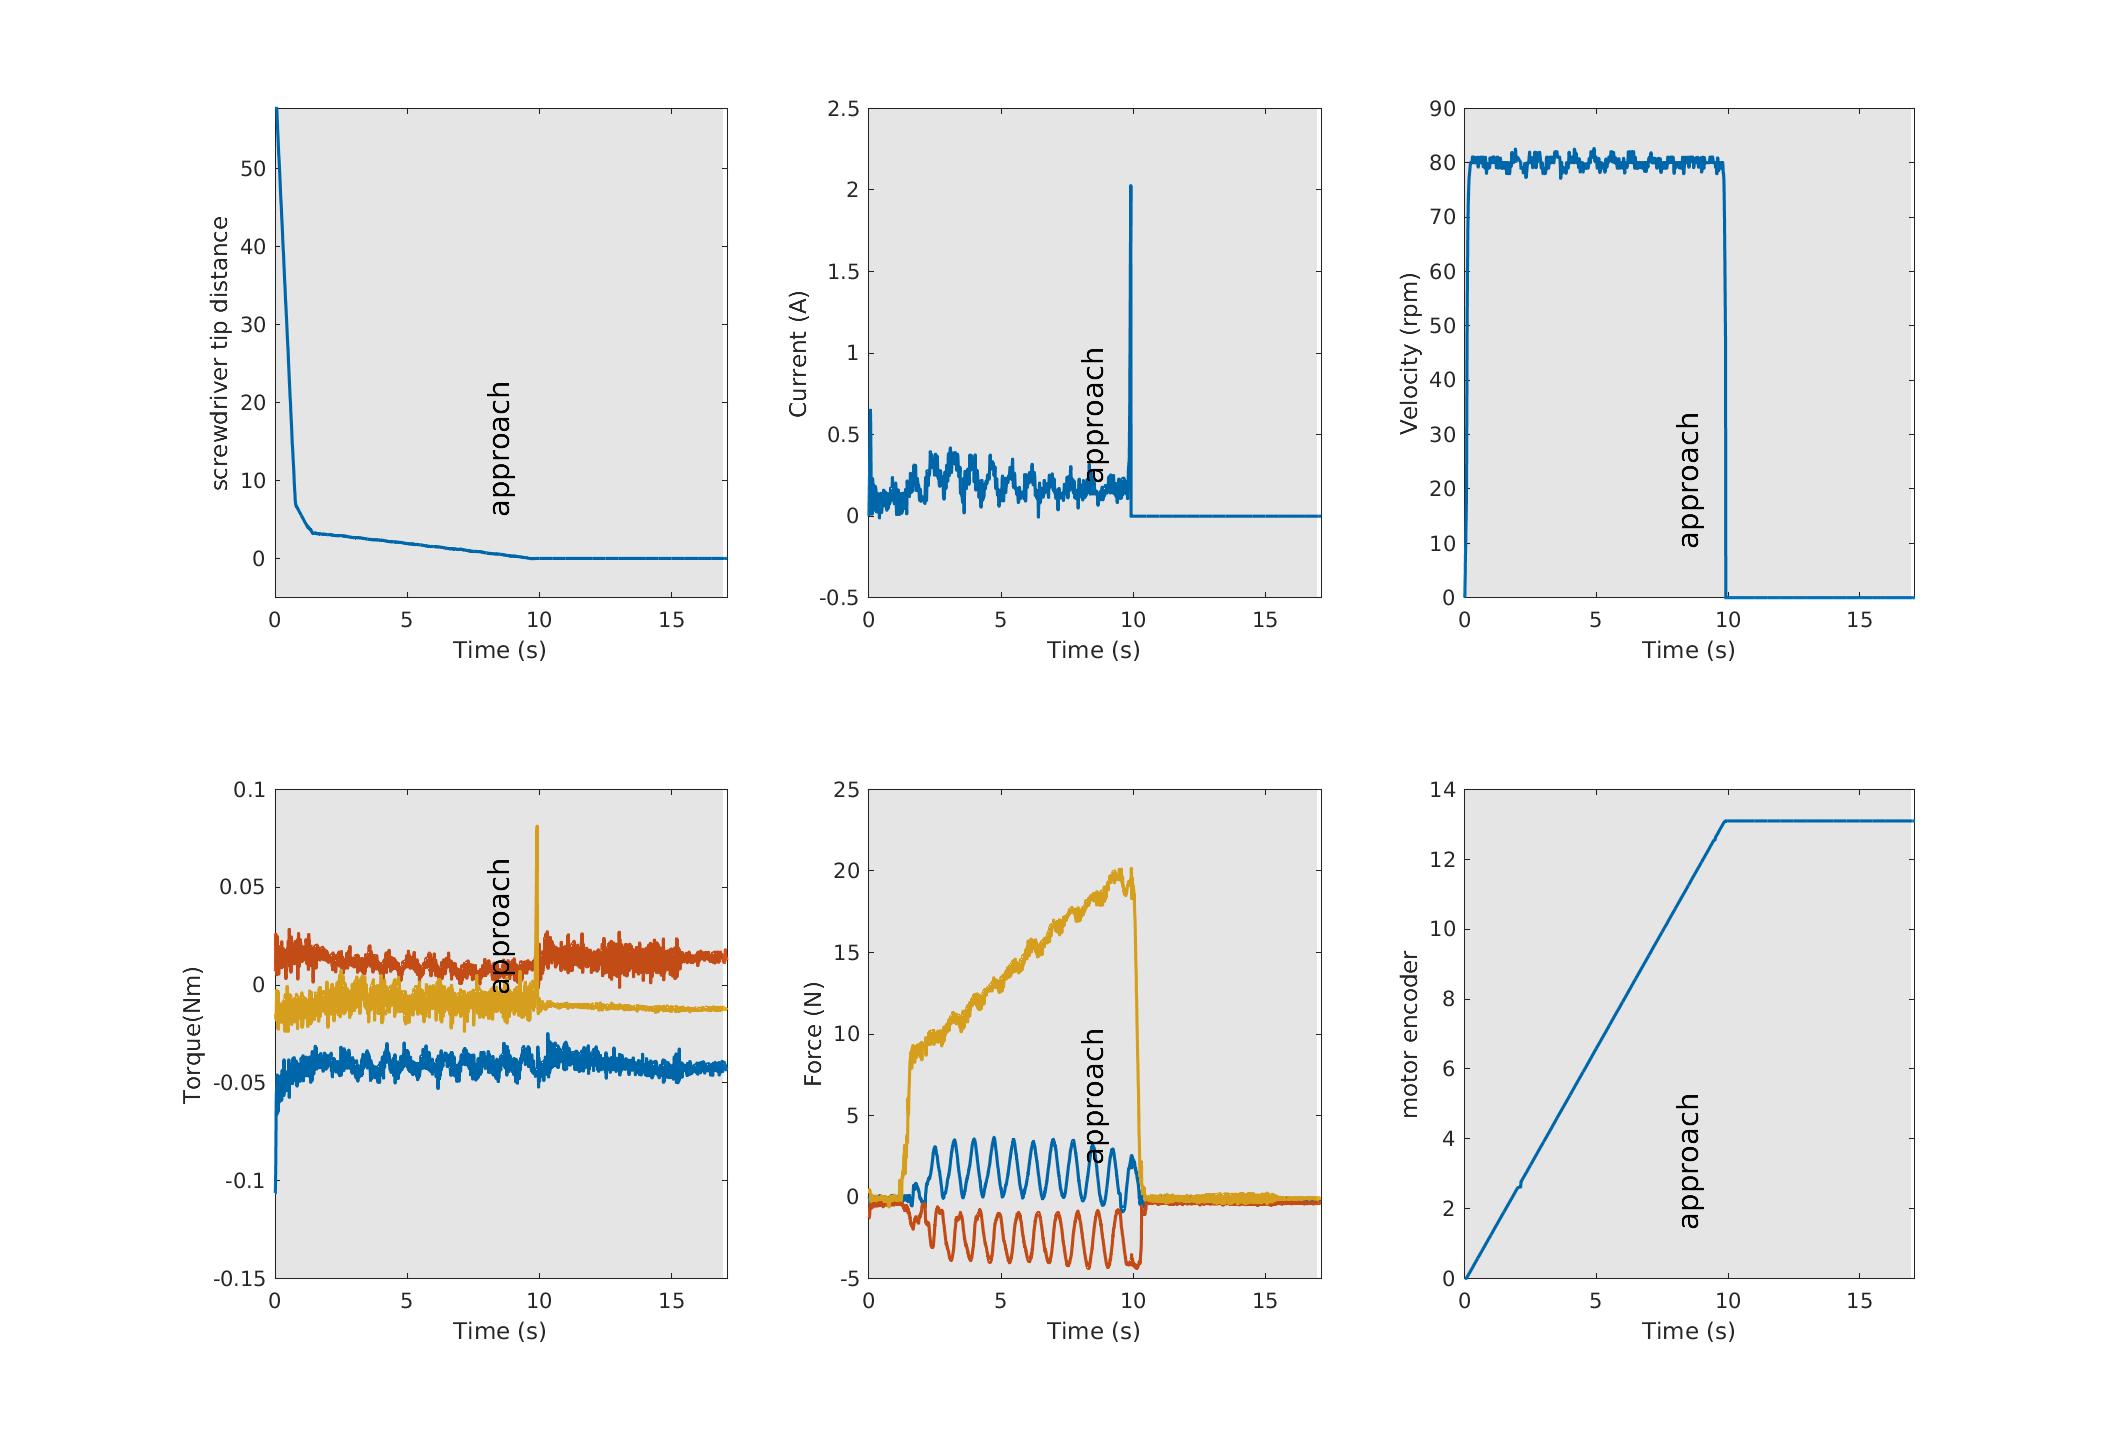 50
40
30
20
10
0
screwdriver tip distance
approach
0 5 10 15
Time (s)
2.5
2
1.5
1
0.5
0
-0.5
Current (A)
approach
0 5 10 15
Time (s)
90
80
70
60
50
40
30
20
10
0
Velocity (rpm)
approach
0 5 10 15
Time (s)
0.1
0.05
0
-0.05
-0.1
-0.15
Torque(Nm)
approach
0 5 10 15
Time (s)
25
20
15
10
5
0
-5
Force (N)
approach
0 5 10 15
Time (s)
14
12
10
8
6
4
2
0
motor encoder
approach
0 5 10 15
Time (s)